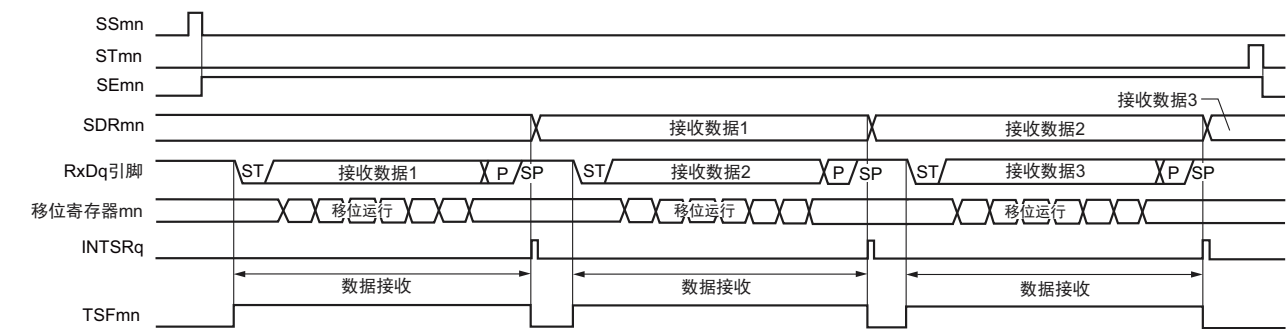 SSmn
STmn
SEmn
接收数据3
SDRmn 接收数据1 接收数据2
RxDq引脚 ST 接收数据1 P SP ST 接收数据2 P SP ST 接收数据3 P SP
移位寄存器mn 移位运行 移位运行 移位运行
INTSRq
数据接收 数据接收 数据接收
TSFmn